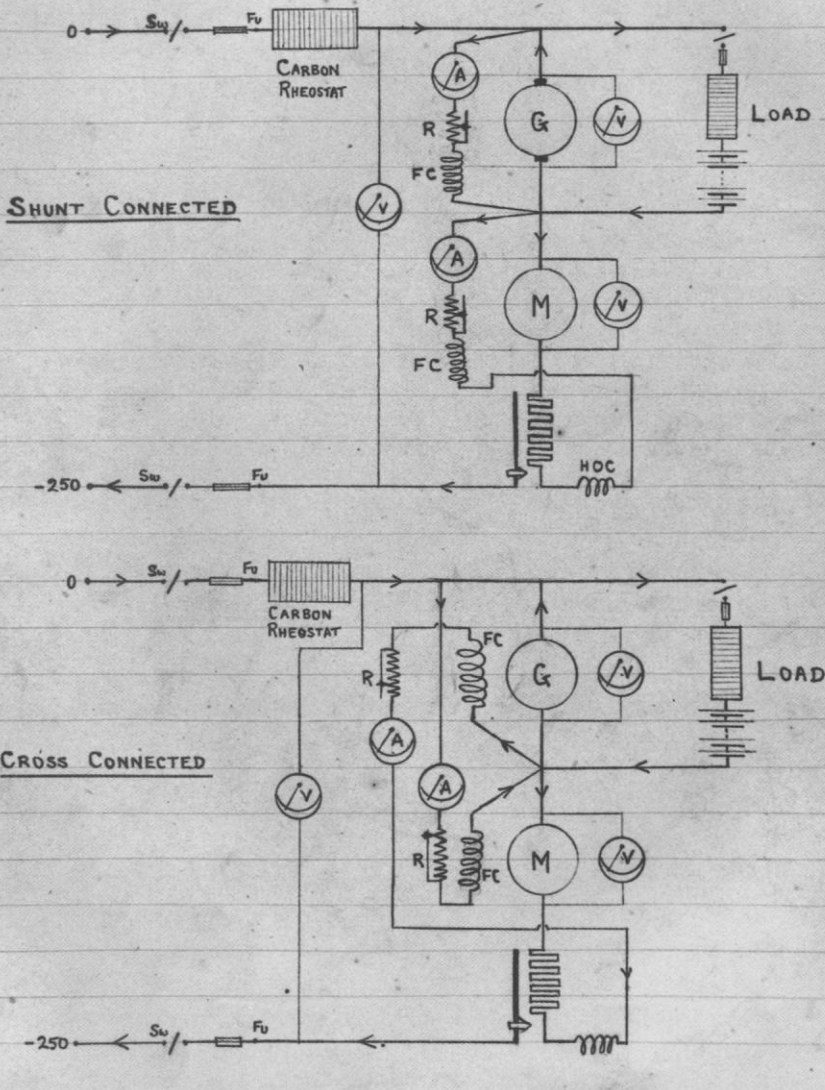 0 Sw Fu
CARBON
RHEOSTAT
A
R
FC
G
V
LOAD
SHUNT CONNECTED
V
A
R
FC
M
V
HOC
-250 Sw Fu
0 Sw Fu
CARBON
RHEOSTAT
FC
R
G
V
LOAD
A
CROSS CONNECTED
V
A
R
FC
M
V
-250 Sw Fu